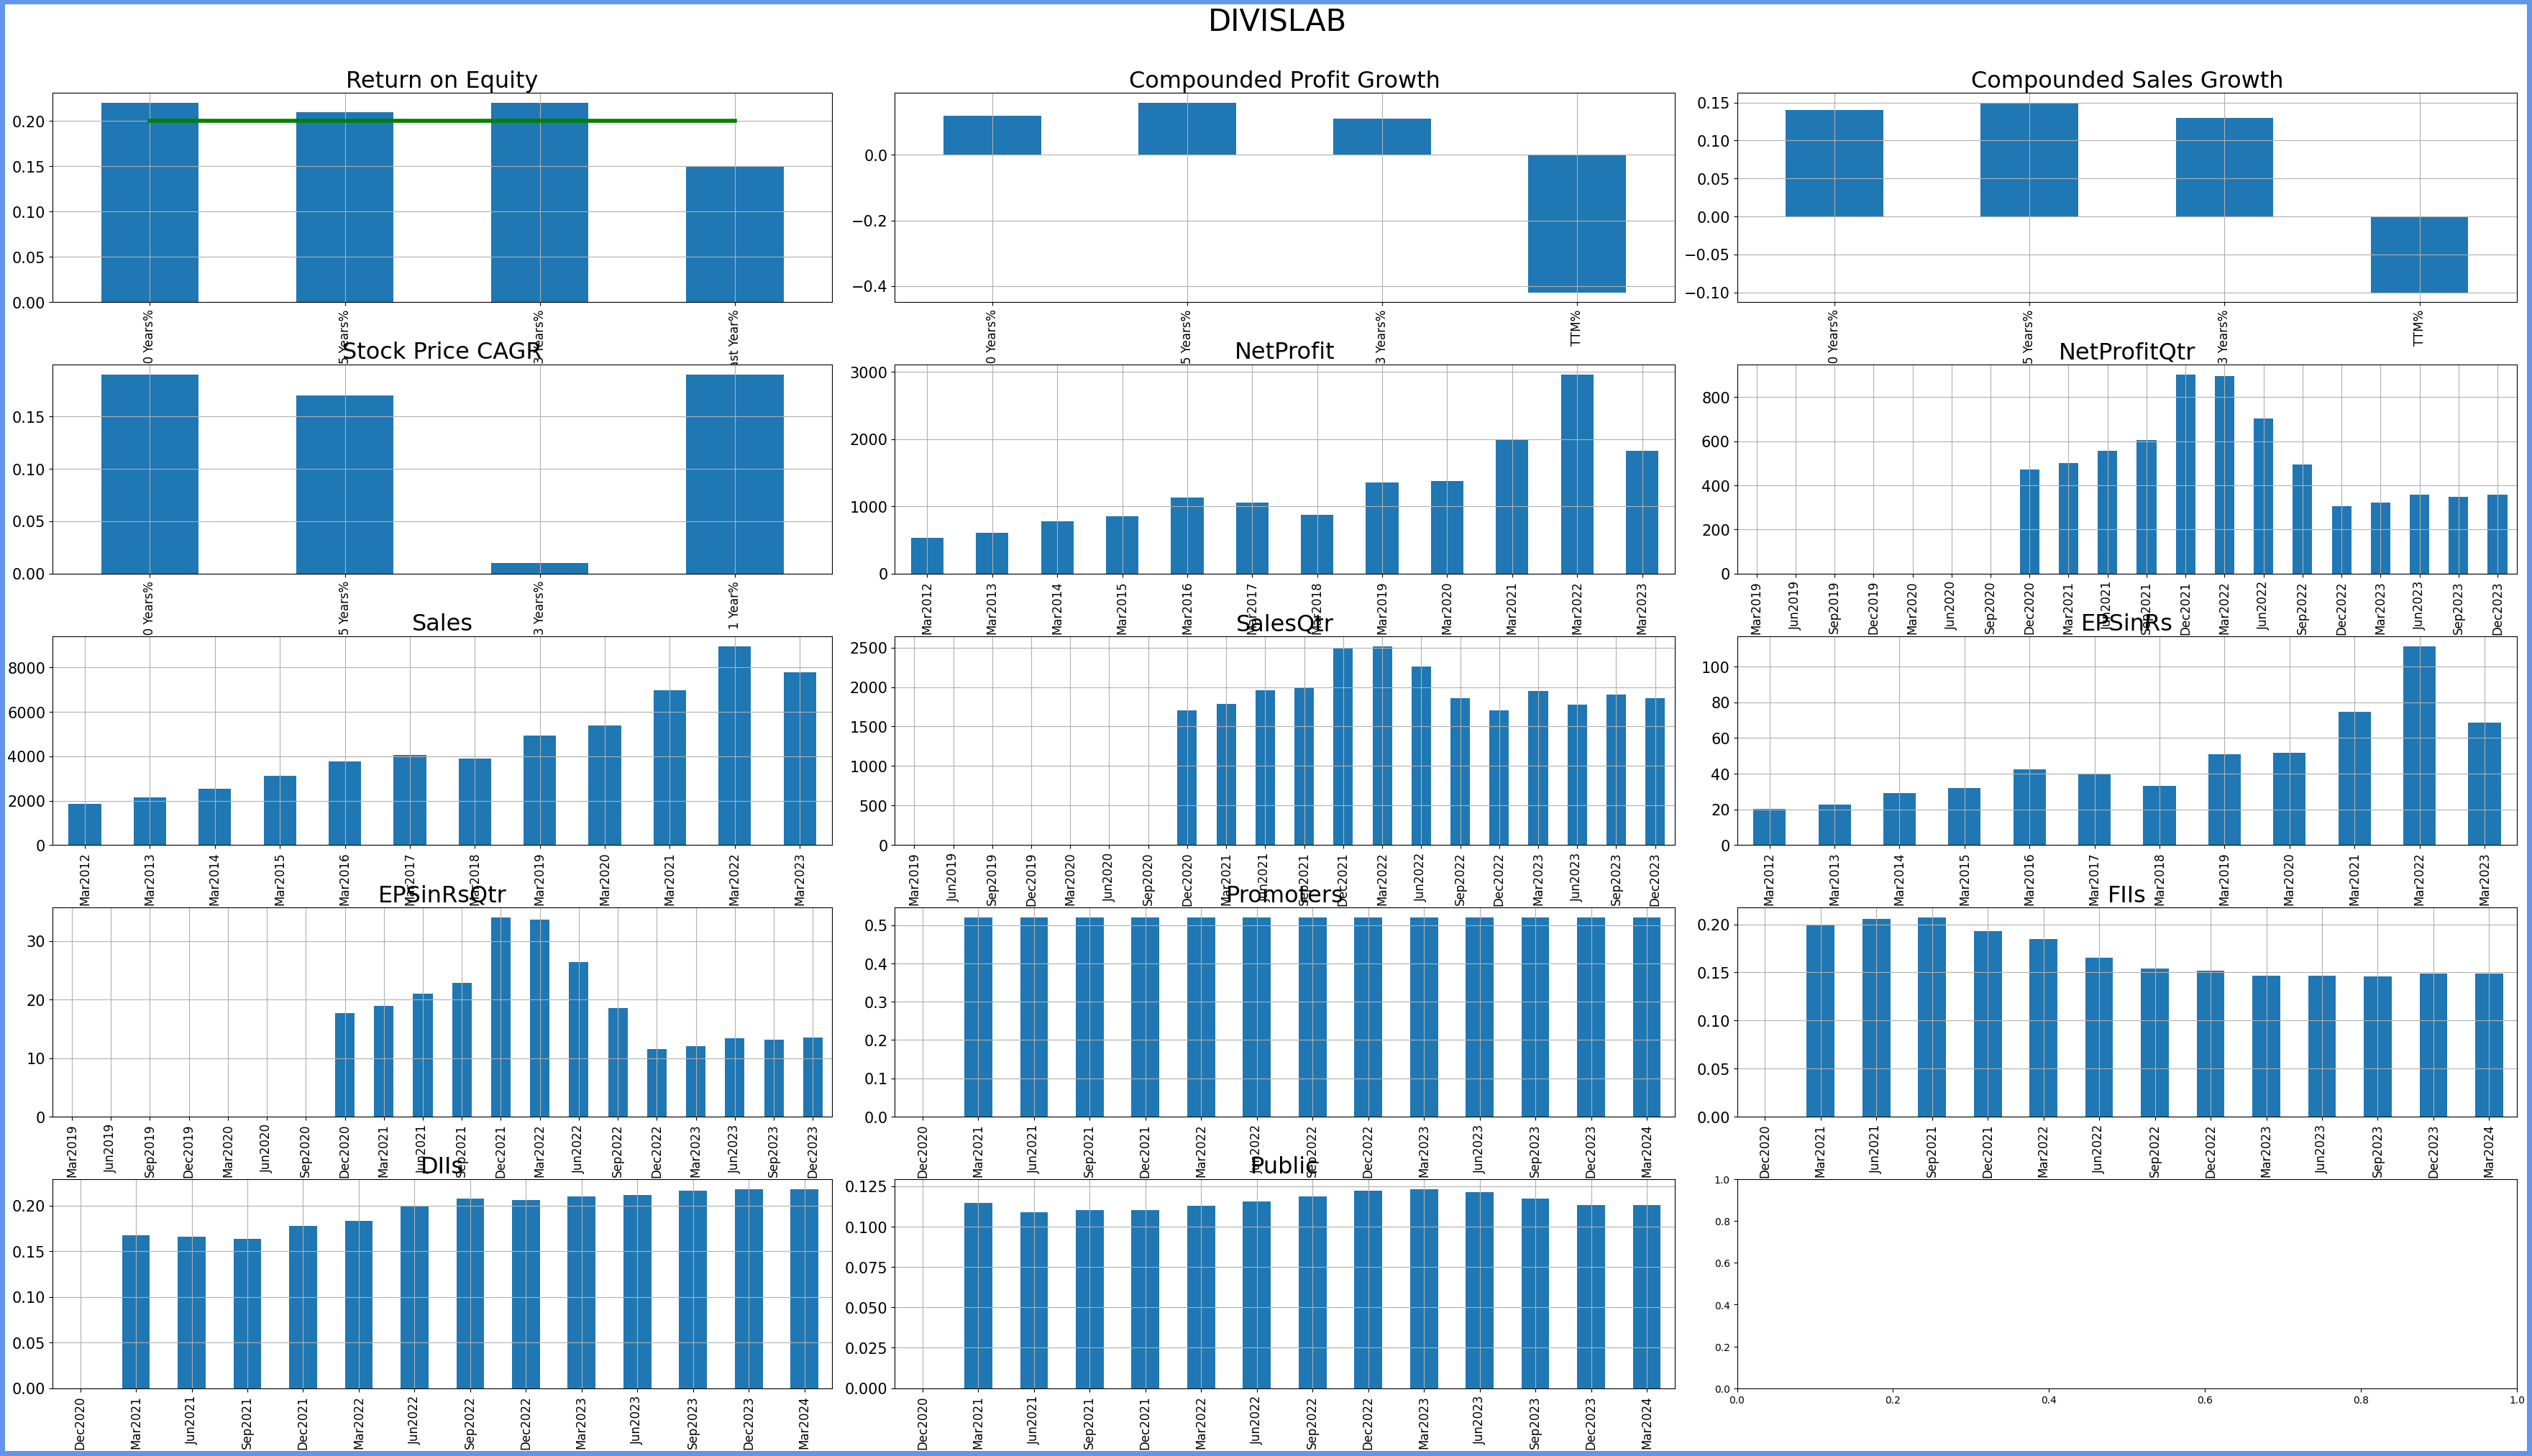 DIVISLAB
Return on Equity
0.20
0.15
0.10
0.05
0.00
0 Years%
5 Years%
3 Years%
ast Year%
Compounded Profit Growth
0.0
−0.2
−0.4
0 Years%
5 Years%
3 Years%
TTM%
Compounded Sales Growth
0.15
0.10
0.05
0.00
−0.05
−0.10
0 Years%
5 Years%
3 Years%
TTM%
Stock Price CAGR
0.15
0.10
0.05
0.00
0 Years%
5 Years%
3 Years%
1 Year%
NetProfit
3000
2000
1000
0
Mar2012
Mar2013
Mar2014
Mar2015
Mar2016
Mar2017
Mar2018
Mar2019
Mar2020
Mar2021
Mar2022
Mar2023
NetProfitQtr
800
600
400
200
0
Mar2019
Jun2019
Sep2019
Dec2019
Mar2020
Jun2020
Sep2020
Dec2020
Mar2021
Jun2021
Sep2021
Dec2021
Mar2022
Jun2022
Sep2022
Dec2022
Mar2023
Jun2023
Sep2023
Dec2023
Sales
8000
6000
4000
2000
0
Mar2012
Mar2013
Mar2014
Mar2015
Mar2016
Mar2017
Mar2018
Mar2019
Mar2020
Mar2021
Mar2022
Mar2023
SalesQtr
2500
2000
1500
1000
500
0
Mar2019
Jun2019
Sep2019
Dec2019
Mar2020
Jun2020
Sep2020
Dec2020
Mar2021
Jun2021
Sep2021
Dec2021
Mar2022
Jun2022
Sep2022
Dec2022
Mar2023
Jun2023
Sep2023
Dec2023
EPSinRs
100
80
60
40
20
0
Mar2012
Mar2013
Mar2014
Mar2015
Mar2016
Mar2017
Mar2018
Mar2019
Mar2020
Mar2021
Mar2022
Mar2023
EPSinRsQtr
30
20
10
0
Mar2019
Jun2019
Sep2019
Dec2019
Mar2020
Jun2020
Sep2020
Dec2020
Mar2021
Jun2021
Sep2021
Dec2021
Mar2022
Jun2022
Sep2022
Dec2022
Mar2023
Jun2023
Sep2023
Dec2023
Promoters
0.5
0.4
0.3
0.2
0.1
0.0
Dec2020
Mar2021
Jun2021
Sep2021
Dec2021
Mar2022
Jun2022
Sep2022
Dec2022
Mar2023
Jun2023
Sep2023
Dec2023
Mar2024
FIIs
0.20
0.15
0.10
0.05
0.00
Dec2020
Mar2021
Jun2021
Sep2021
Dec2021
Mar2022
Jun2022
Sep2022
Dec2022
Mar2023
Jun2023
Sep2023
Dec2023
Mar2024
DIIs
0.20
0.15
0.10
0.05
0.00
Dec2020
Mar2021
Jun2021
Sep2021
Dec2021
Mar2022
Jun2022
Sep2022
Dec2022
Mar2023
Jun2023
Sep2023
Dec2023
Mar2024
Public
0.125
0.100
0.075
0.050
0.025
0.000
Dec2020
Mar2021
Jun2021
Sep2021
Dec2021
Mar2022
Jun2022
Sep2022
Dec2022
Mar2023
Jun2023
Sep2023
Dec2023
Mar2024
1.0
0.8
0.6
0.4
0.2
0.0
0.0
0.2
0.4
0.6
0.8
1.0